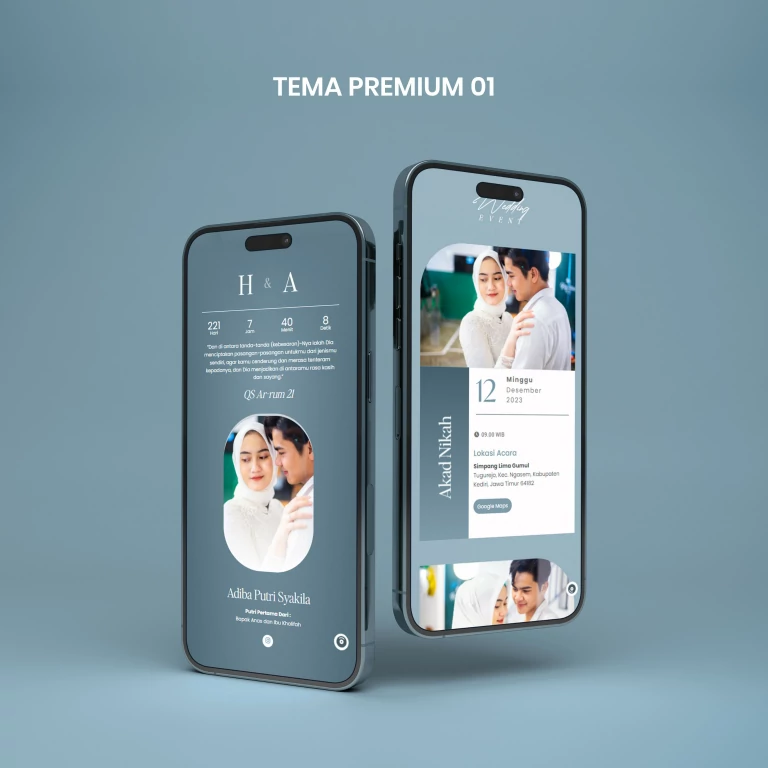 TEMA PREMIUM 01
H & A
221 7 40 8
Hari Jam Menit Detik
"Dan di antara tanda-tanda (kebesaran)-Nya ialah Dia
menciptakan pasangan-pasangan untukmu dari jenismu
sendiri, agar kamu cenderung dan merasa tenteram
kepadanya, dan Dia menjadikan di antaramu rasa kasih
dan sayang."
QS Ar-rum 21
Adiba Putri Syakila
Putri Pertama Dari :
Bapak Anas dan Ibu Kholifah
Wedding
EVENT
Akad Nikah
12
Minggu
Desember
2023
09.00 WIB
Lokasi Acara
Simpang Lima Gumul
Tugurejo, Kec. Ngasem, Kabupaten
Kediri, Jawa Timur 64182
Google Maps